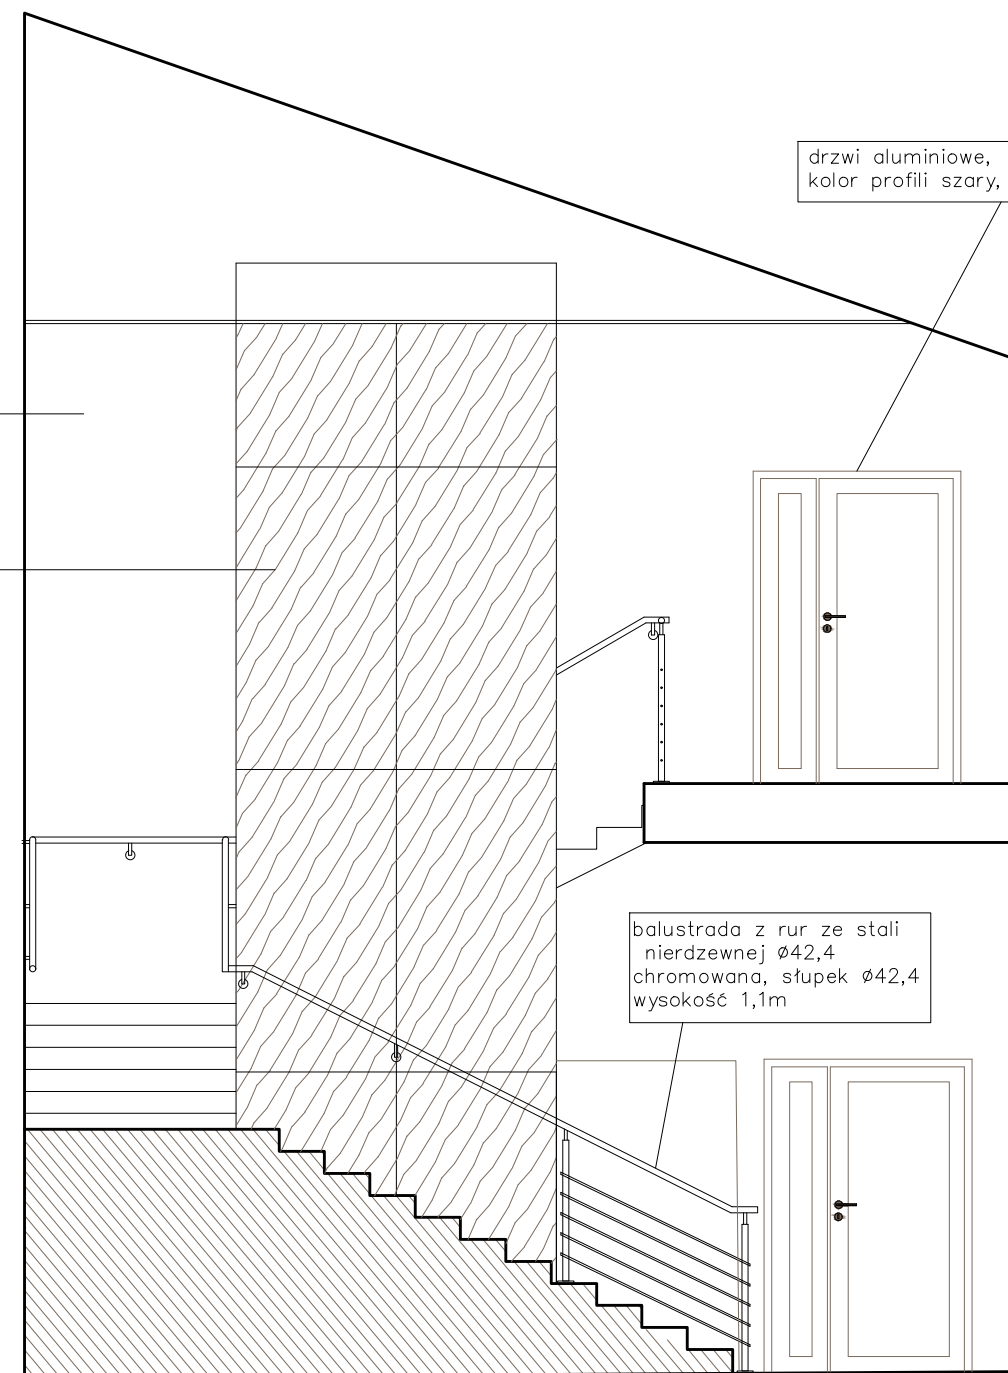 drzwi aluminiowe,
kolor profili szary,
balustrada z rur ze stali
nierdzewnej Ø42,4
chromowana, słupek Ø42,4
wysokość 1,1m